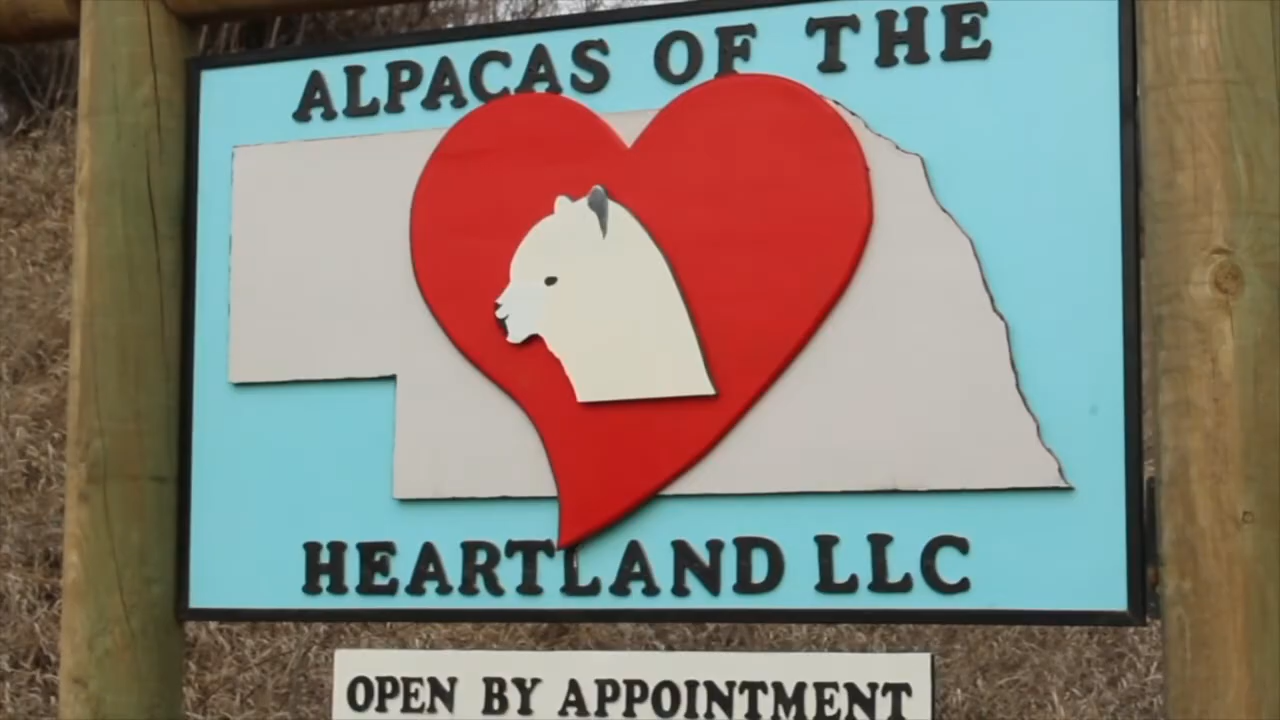 ALPACAS OF THE
HEARTLAND LLC
OPEN BY APPOINTMENT